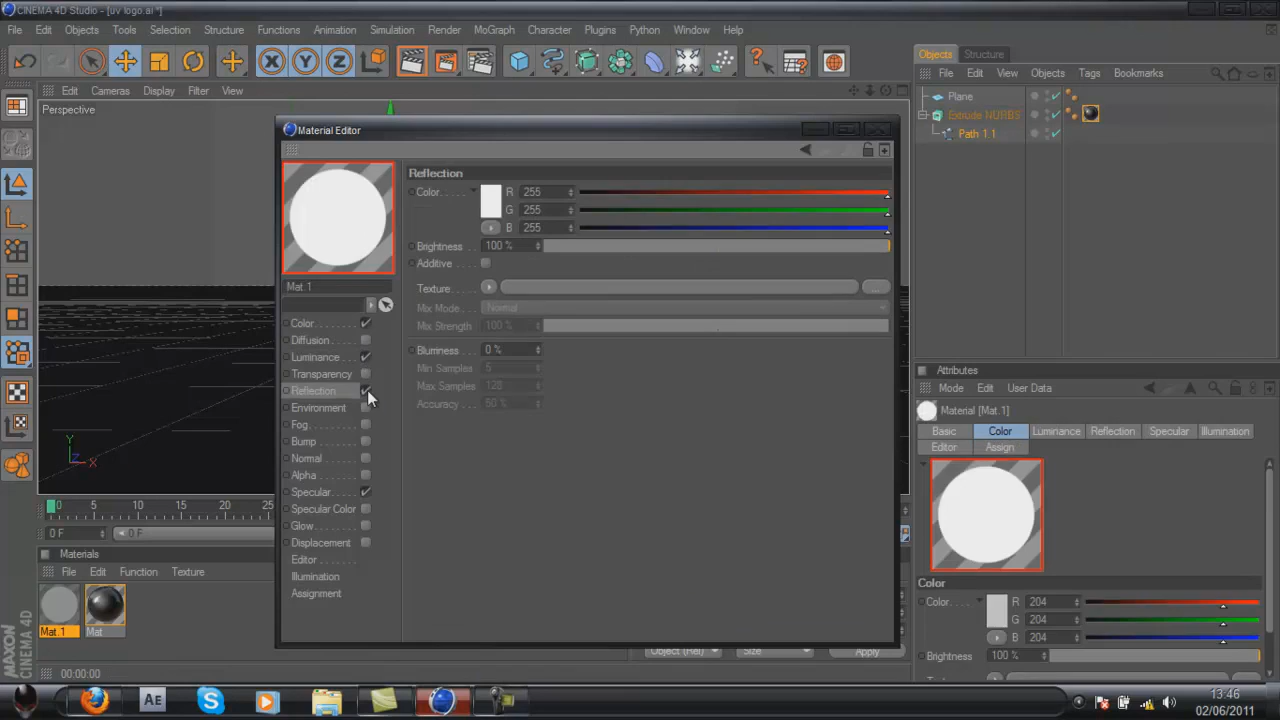 CINEMA 4D Studio - [uv logo.ai *]
File Edit Objects Tools Selection Structure Functions Animation Simulation Render MoGraph Character Plugins Python Window Help
X Y Z
Objects Structure
File Edit View Objects Tags Bookmarks
Edit Cameras Display Filter View
Perspective
Plane
Extrude NURBS
Path 1 1
Material Editor
Reflection
Color R 255
G 255
B 255
Brightness 100 %
Additive
Texture ...
Mix Mode Normal
Mix Strength 100 %
Blurriness 0 %
Min Samples 5
Max Samples 128
Accuracy 50 %
Mat.1
Color
Diffusion
Luminance
Transparency
Reflection
Environment
Fog
Bump
Normal
Alpha
Specular
Specular Color
Glow
Displacement
Editor
Illumination
Assignment
Y
Z X
0 5 10 15 20 25
0 F 0 F
Materials
File Edit Function Texture
Mat.1 Mat
MAXON
CINEMA 4D
00:00:00
Object (Rel) Size Apply
Attributes
Mode Edit User Data
Material [Mat.1]
Basic Color Luminance Reflection Specular Illumination
Editor Assign
Color
Color R 204
G 204
B 204
Brightness 100 %
AE
13:46
02/06/2011